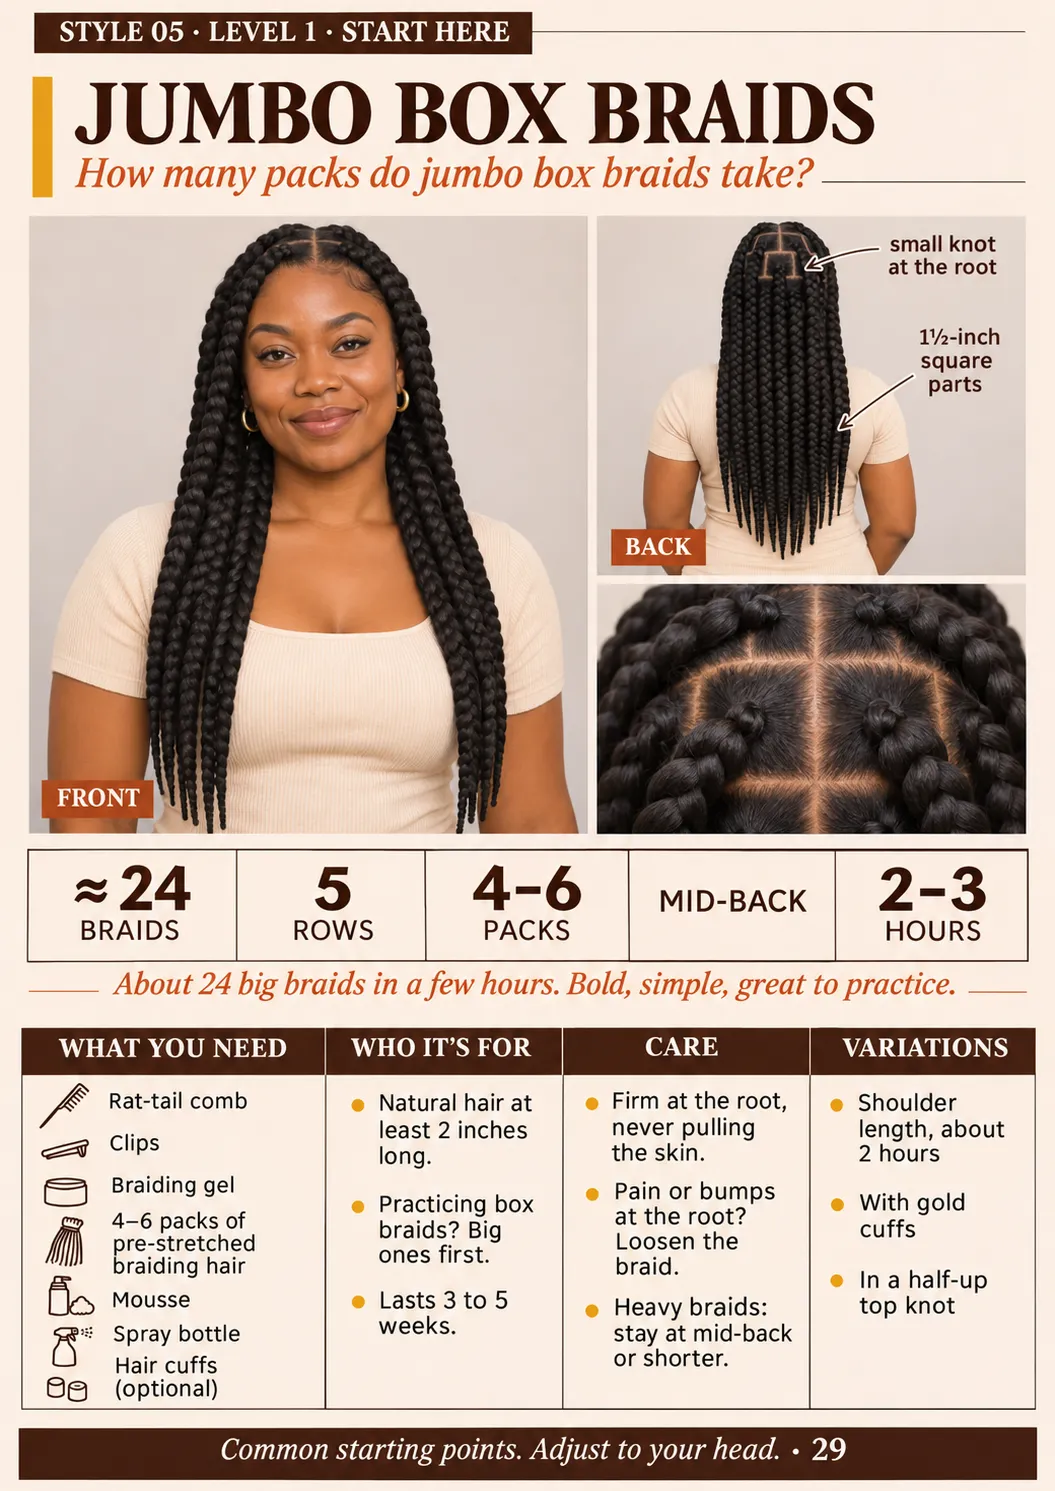 STYLE 05 · LEVEL 1 · START HERE
JUMBO BOX BRAIDS
How many packs do jumbo box braids take?
small knot
at the root
1½-inch
square
parts
BACK
FRONT
≈24
BRAIDS
5
ROWS
4–6
PACKS
MID-BACK
2–3
HOURS
About 24 big braids in a few hours. Bold, simple, great to practice.
WHAT YOU NEED
Rat-tail comb
Clips
Braiding gel
4–6 packs of
pre-stretched
braiding hair
Mousse
Spray bottle
Hair cuffs
(optional)
WHO IT'S FOR
Natural hair at
least 2 inches
long.
Practicing box
braids? Big
ones first.
Lasts 3 to 5
weeks.
CARE
Firm at the root,
never pulling
the skin.
Pain or bumps
at the root?
Loosen the
braid.
Heavy braids:
stay at mid-back
or shorter.
VARIATIONS
Shoulder
length, about
2 hours
With gold
cuffs
In a half-up
top knot
Common starting points. Adjust to your head. · 29